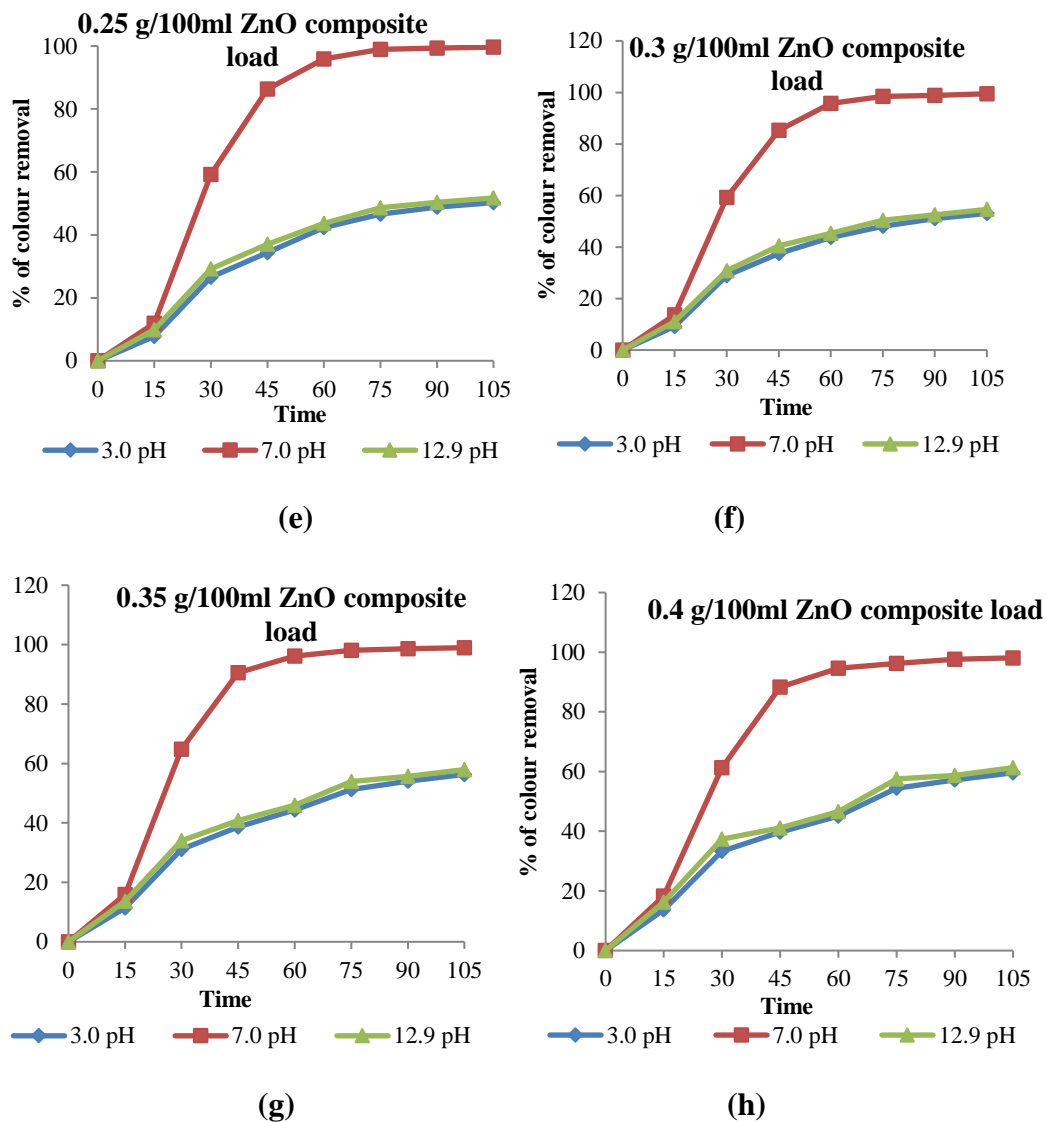 0.25 g/100ml ZnO composite
load
% of colour removal
100
80
60
40
20
0
0 15 30 45 60 75 90 105
Time
3.0 pH 7.0 pH 12.9 pH
(e)
0.3 g/100ml ZnO composite
load
% of colour removal
120
100
80
60
40
20
0
0 15 30 45 60 75 90 105
Time
3.0 pH 7.0 pH 12.9 pH
(f)
0.35 g/100ml ZnO composite
load
120
100
80
60
40
20
0
0 15 30 45 60 75 90 105
Time
3.0 pH 7.0 pH 12.9 pH
(g)
0.4 g/100ml ZnO composite load
% of colour removal
120
100
80
60
40
20
0
0 15 30 45 60 75 90 105
Time
3.0 pH 7.0 pH 12.9 pH
(h)